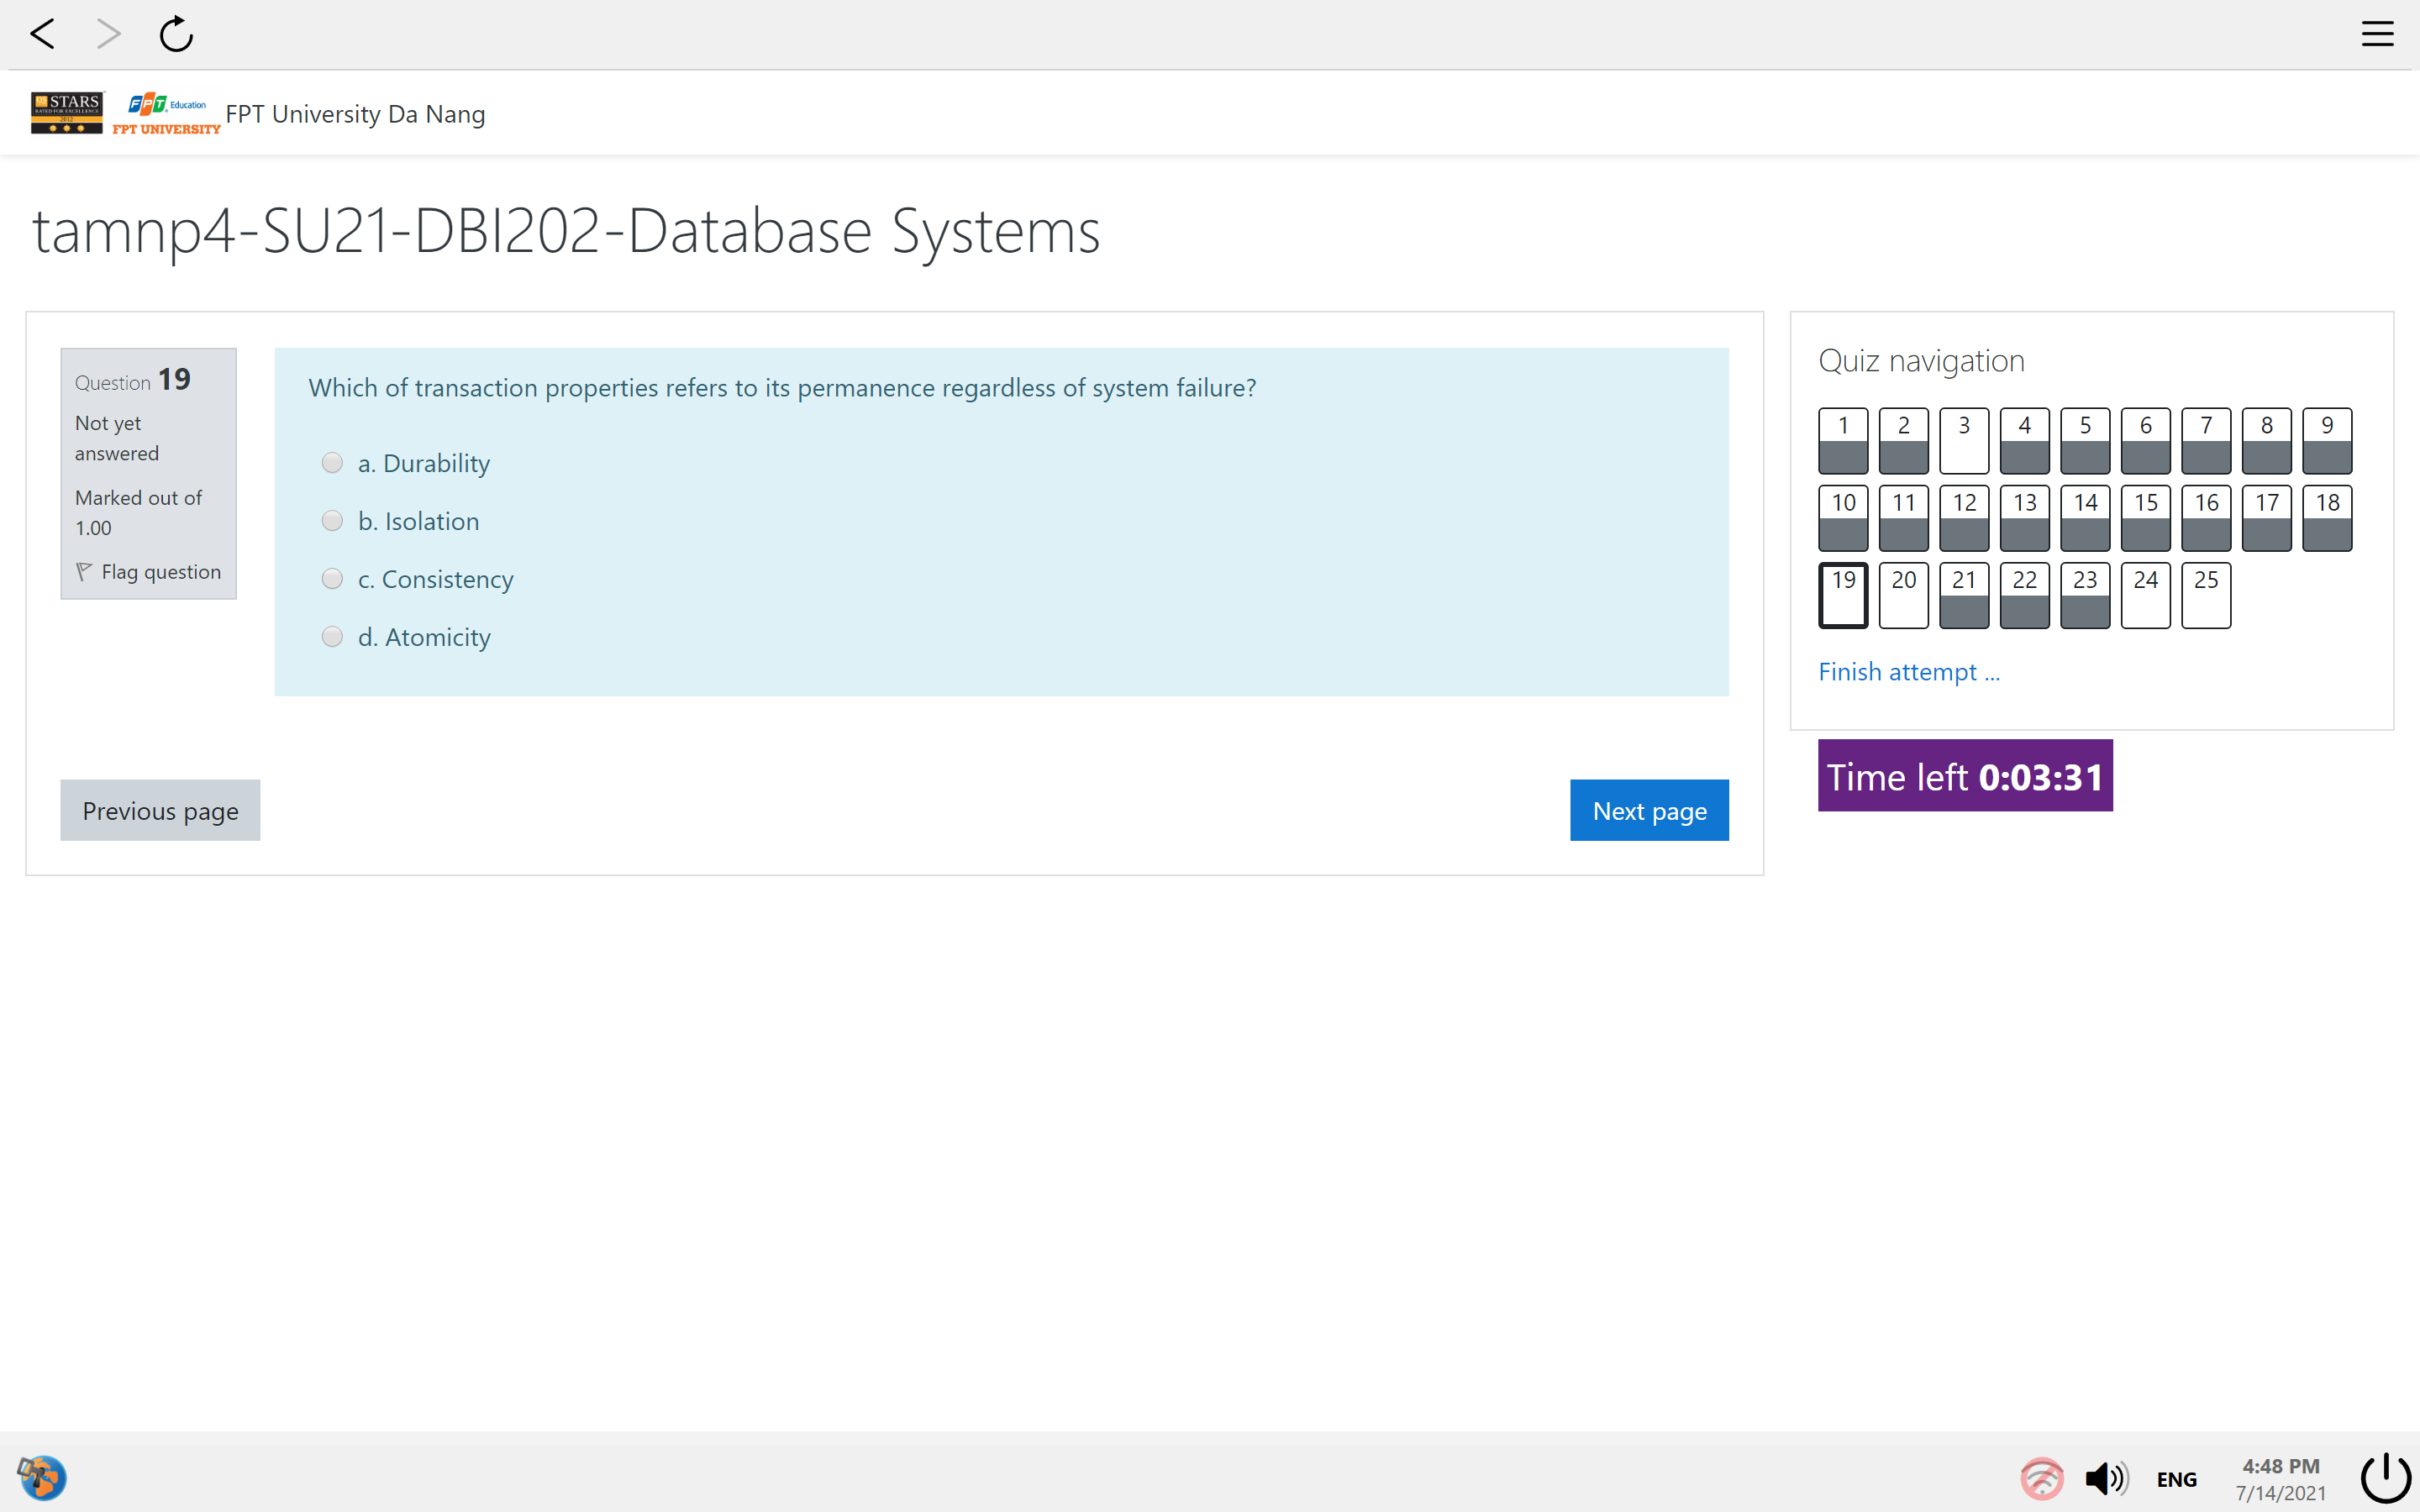 STARS
RATED FOR EXCELLENCE
2012
FPT Education
FPT UNIVERSITY
FPT University Da Nang
tamnp4-SU21-DBI202-Database Systems
Question 19
Not yet
answered
Marked out of
1.00
Flag question
Which of transaction properties refers to its permanence regardless of system failure?
a. Durability
b. Isolation
c. Consistency
d. Atomicity
Previous page
Next page
Quiz navigation
1 2 3 4 5 6 7 8 9
10 11 12 13 14 15 16 17 18
19 20 21 22 23 24 25
Finish attempt ...
Time left 0:03:31
ENG
4:48 PM
7/14/2021